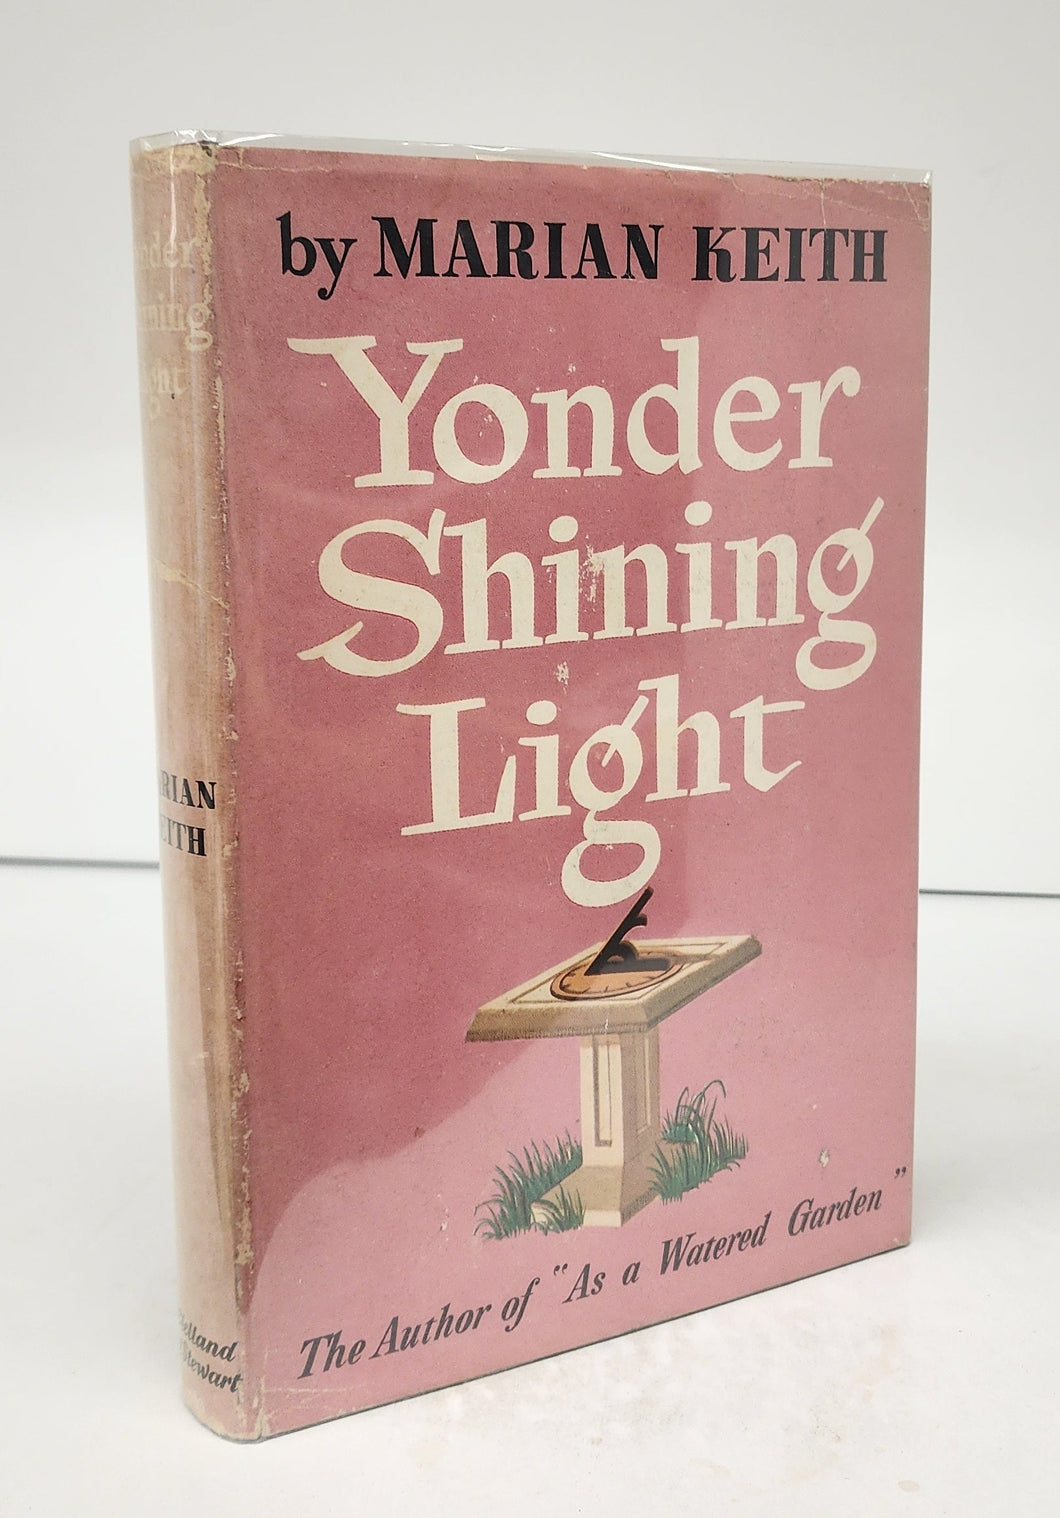 by MARIAN KEITH
Yonder
Shining
Light
The Author of "As a Watered Garden"